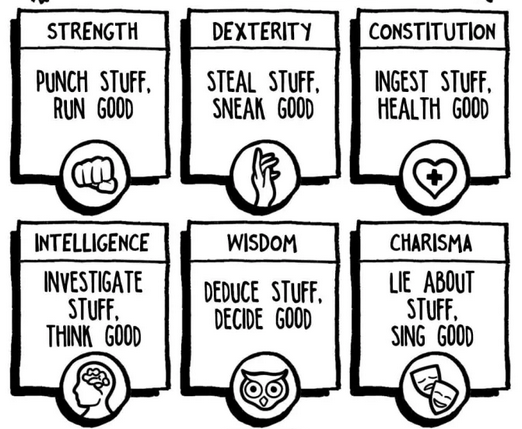 STRENGTH
PUNCH STUFF,
RUN GOOD
DEXTERITY
STEAL STUFF,
SNEAK GOOD
CONSTITUTION
INGEST STUFF,
HEALTH GOOD
INTELLIGENCE
INVESTIGATE
STUFF,
THINK GOOD
WISDOM
DEDUCE STUFF,
DECIDE GOOD
CHARISMA
LIE ABOUT
STUFF,
SING GOOD